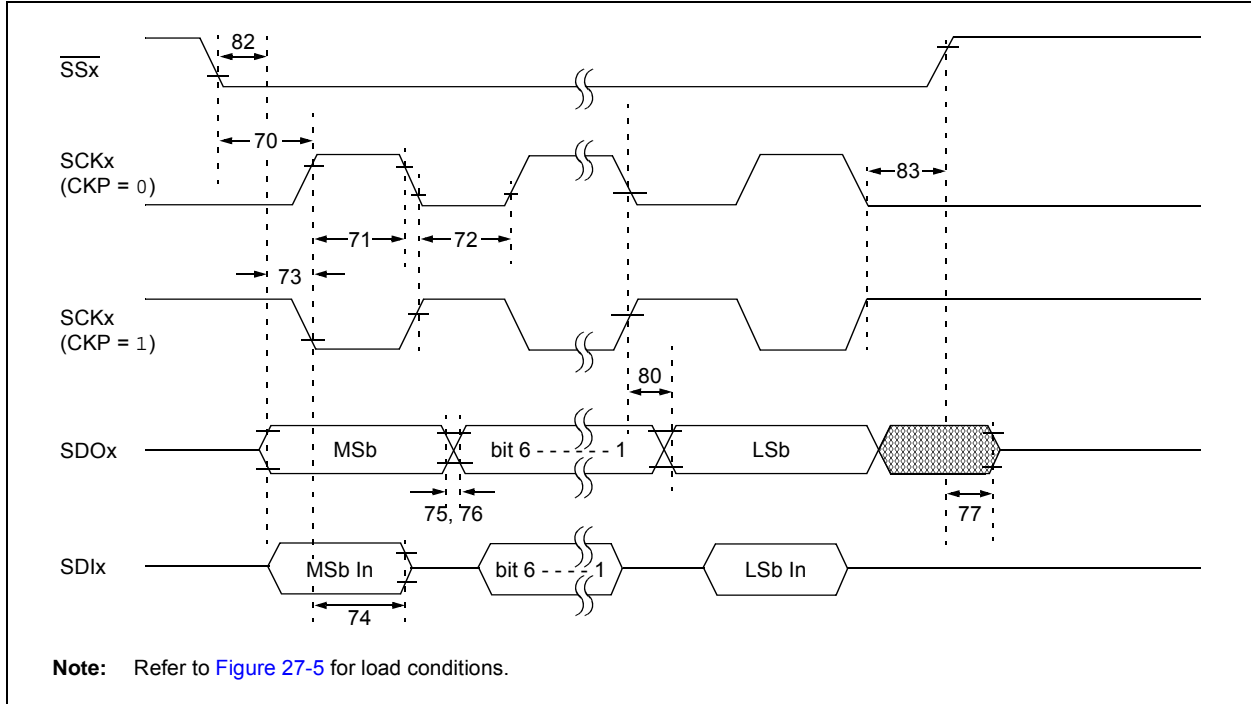 82
SSx
70
SCKx
(CKP = 0)
83
71
72
73
SCKx
(CKP = 1)
80
SDOx
MSb
bit 6 - - - - - - 1
LSb
75, 76
77
SDIx
MSb In
bit 6 - - - - 1
LSb In
74
Note: Refer to Figure 27-5 for load conditions.